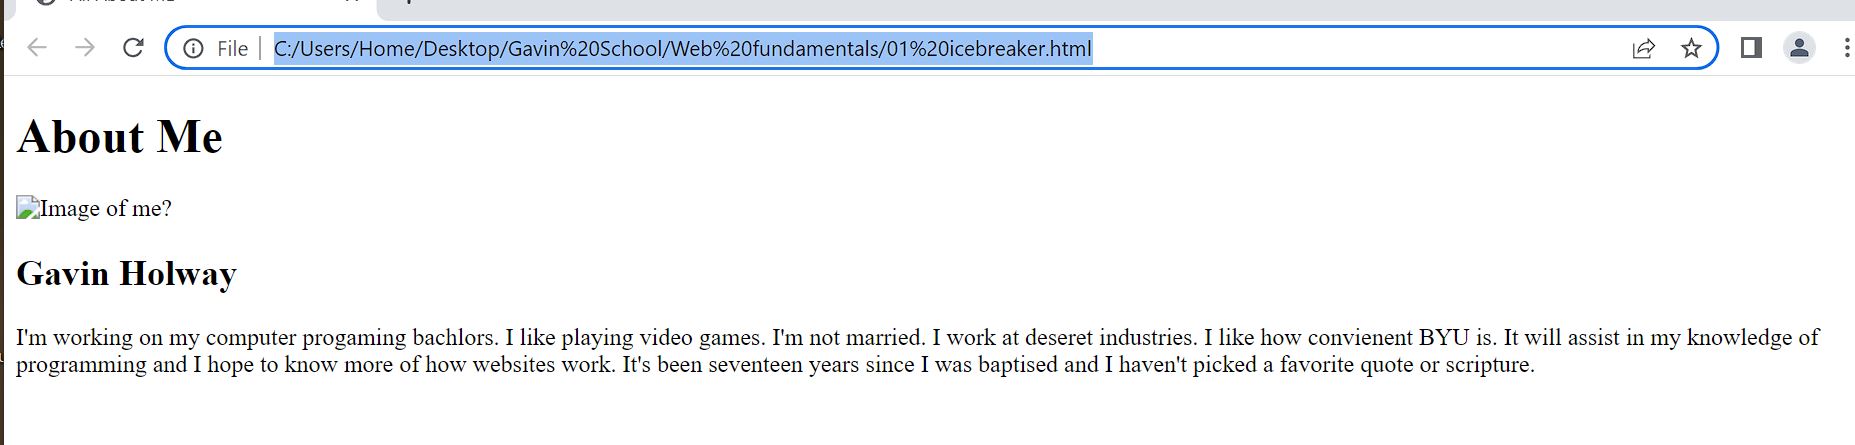 File C:/Users/Home/Desktop/Gavin%20School/Web%20fundamentals/01%20icebreaker.html
About Me
Image of me?
Gavin Holway
I'm working on my computer progaming bachlors. I like playing video games. I'm not married. I work at deseret industries. I like how convienent BYU is. It will assist in my knowledge of
programming and I hope to know more of how websites work. It's been seventeen years since I was baptised and I haven't picked a favorite quote or scripture.